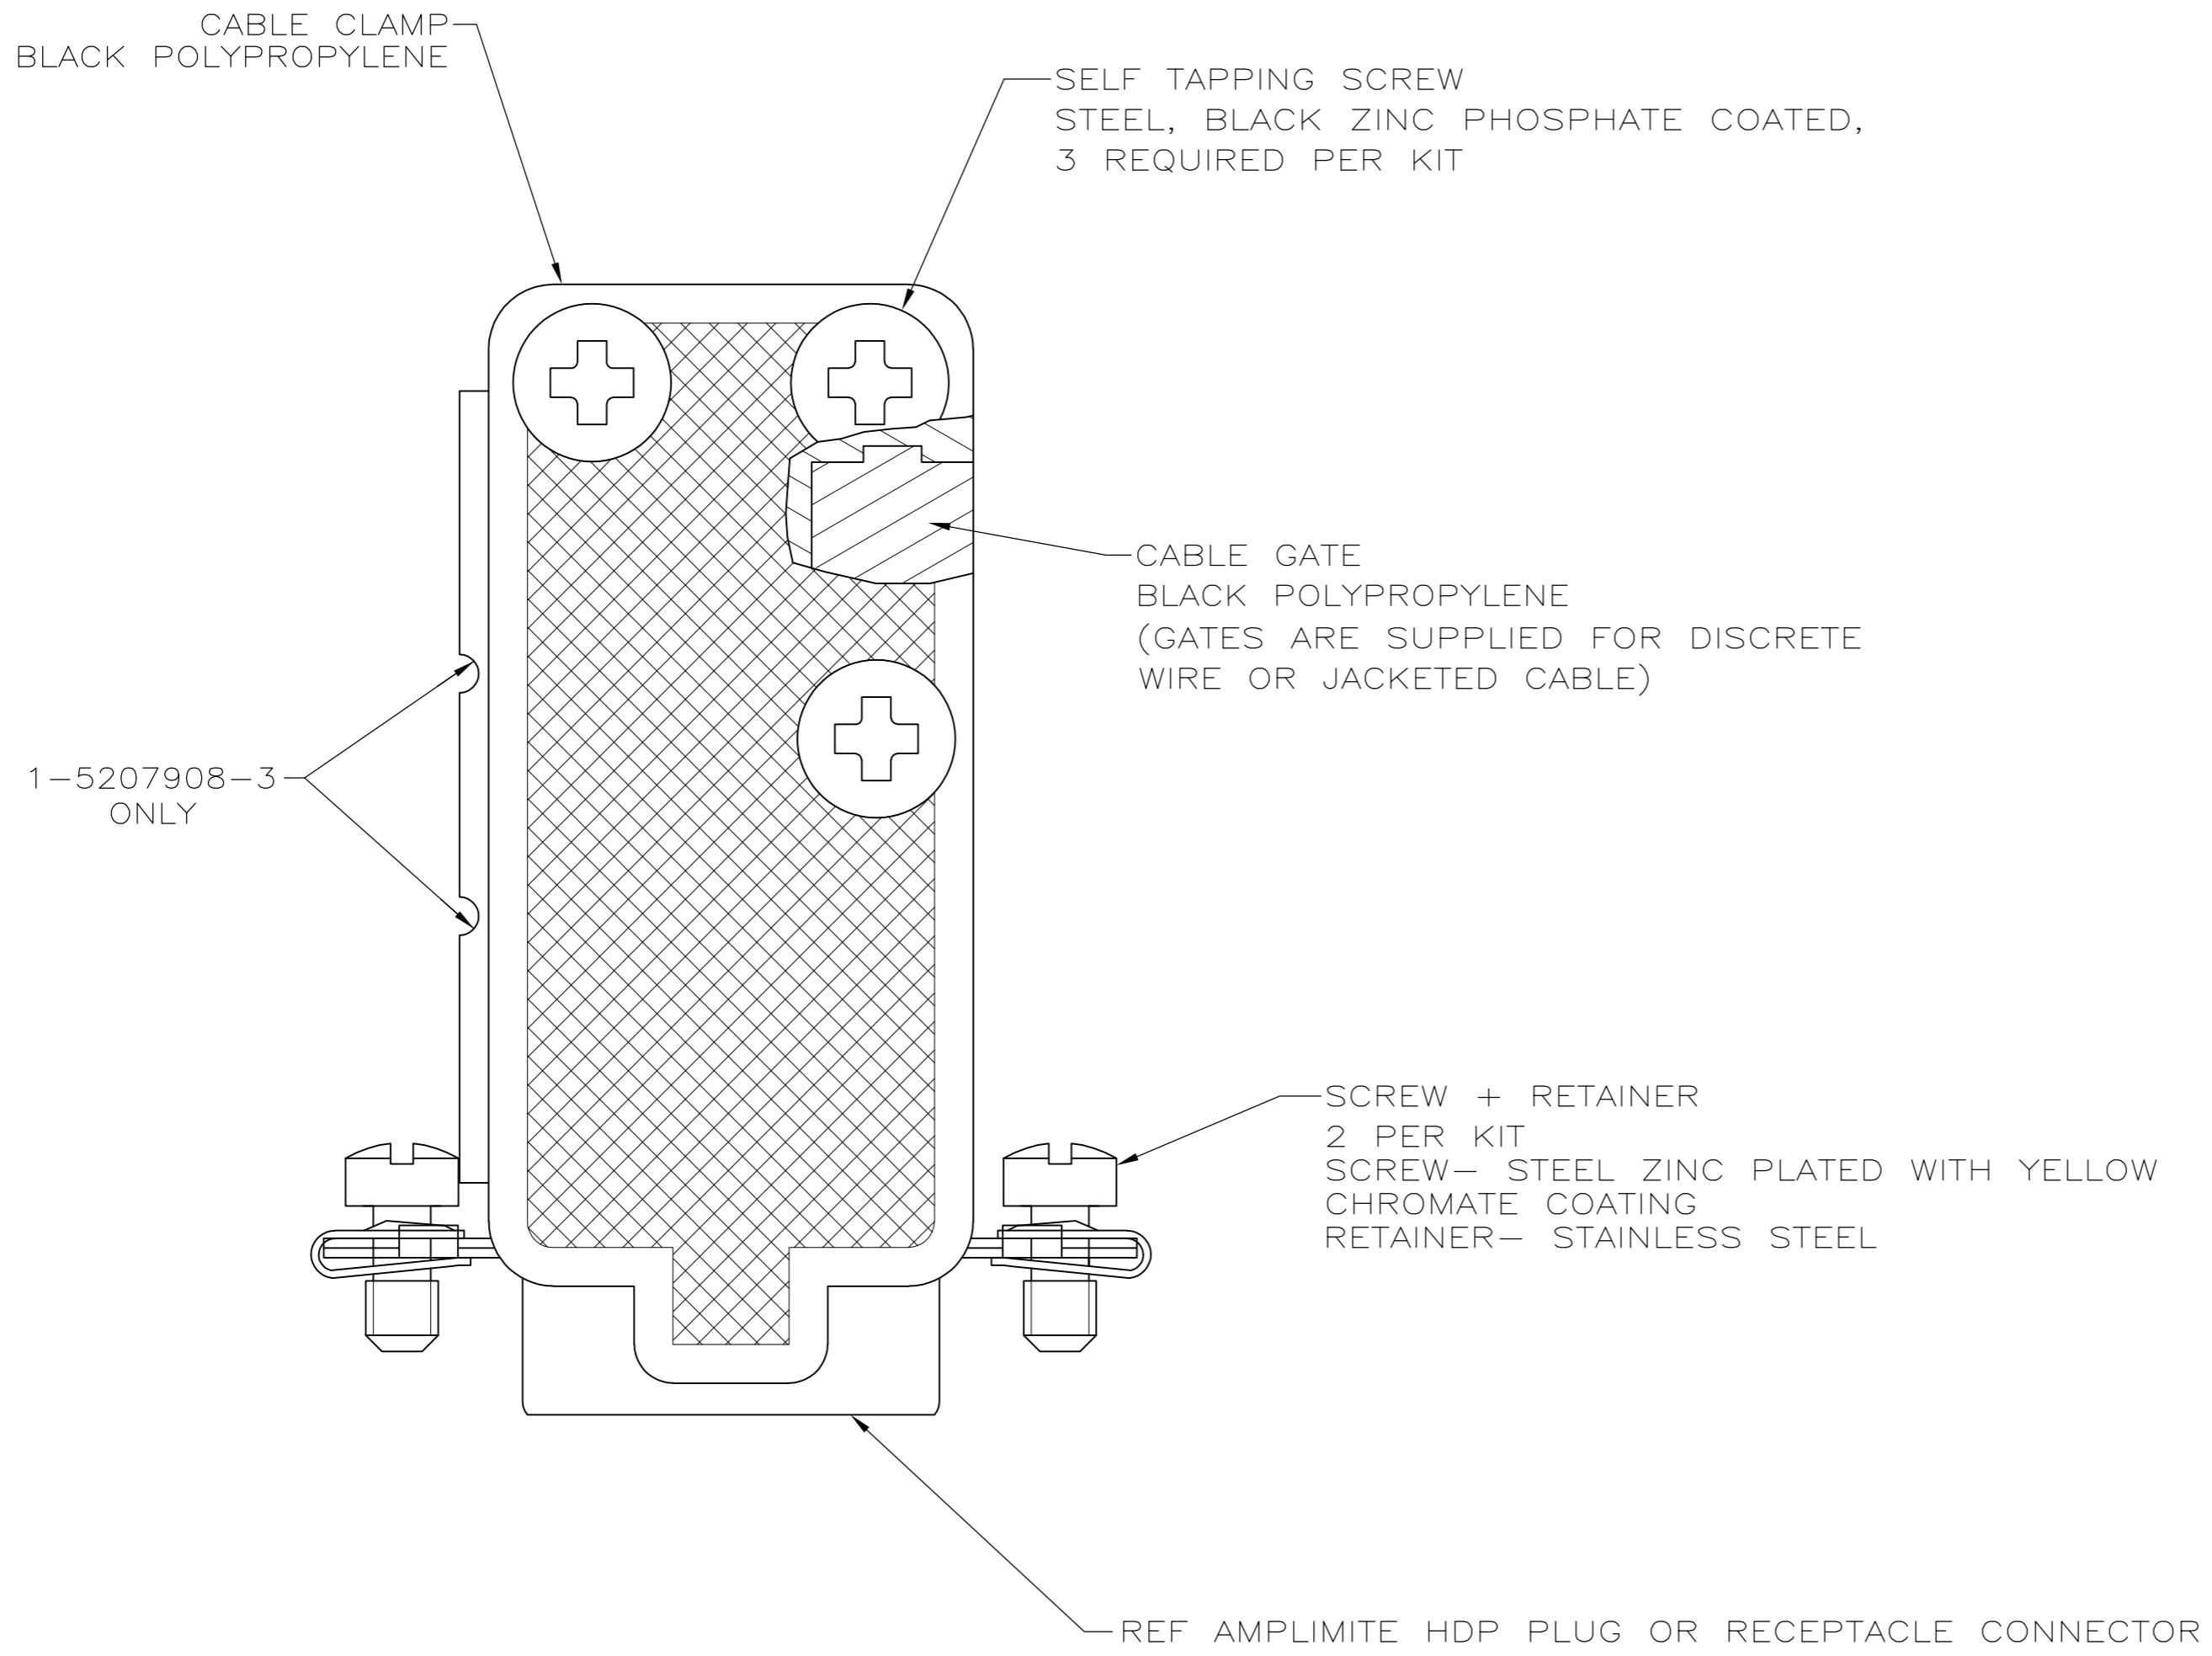 CABLE CLAMP
BLACK POLYPROPYLENE
SELF TAPPING SCREW
STEEL, BLACK ZINC PHOSPHATE COATED,
3 REQUIRED PER KIT
CABLE GATE
BLACK POLYPROPYLENE
(GATES ARE SUPPLIED FOR DISCRETE
WIRE OR JACKETED CABLE)
1-5207908-3
ONLY
SCREW + RETAINER
2 PER KIT
SCREW- STEEL ZINC PLATED WITH YELLOW
CHROMATE COATING
RETAINER- STAINLESS STEEL
REF AMPLIMITE HDP PLUG OR RECEPTACLE CONNECTOR